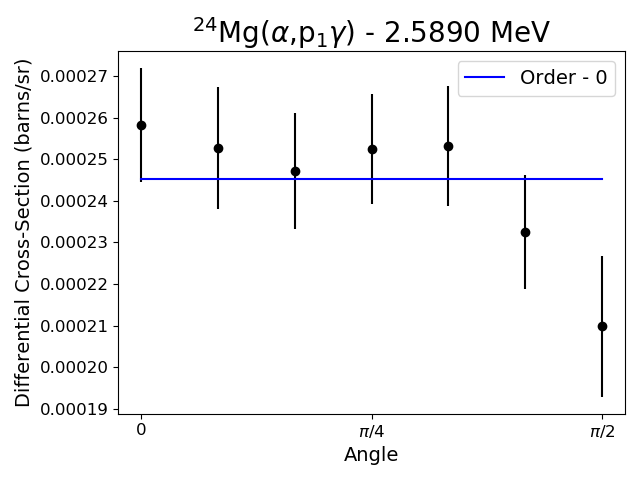 ²⁴Mg(α,p₁γ) - 2.5890 MeV
Order - 0
Differential Cross-Section (barns/sr)
0.00027
0.00026
0.00025
0.00024
0.00023
0.00022
0.00021
0.00020
0.00019
0 π/4 π/2
Angle